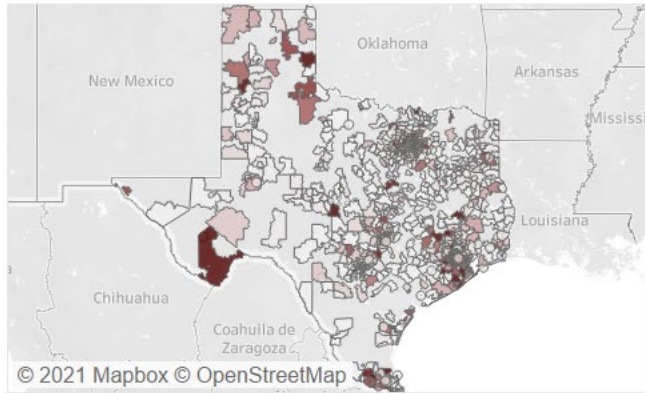 Oklahoma
New Mexico
Arkansas
Mississi
Louisiana
Chihuahua
Coahuila de
Zaragoza
© 2021 Mapbox © OpenStreetMap